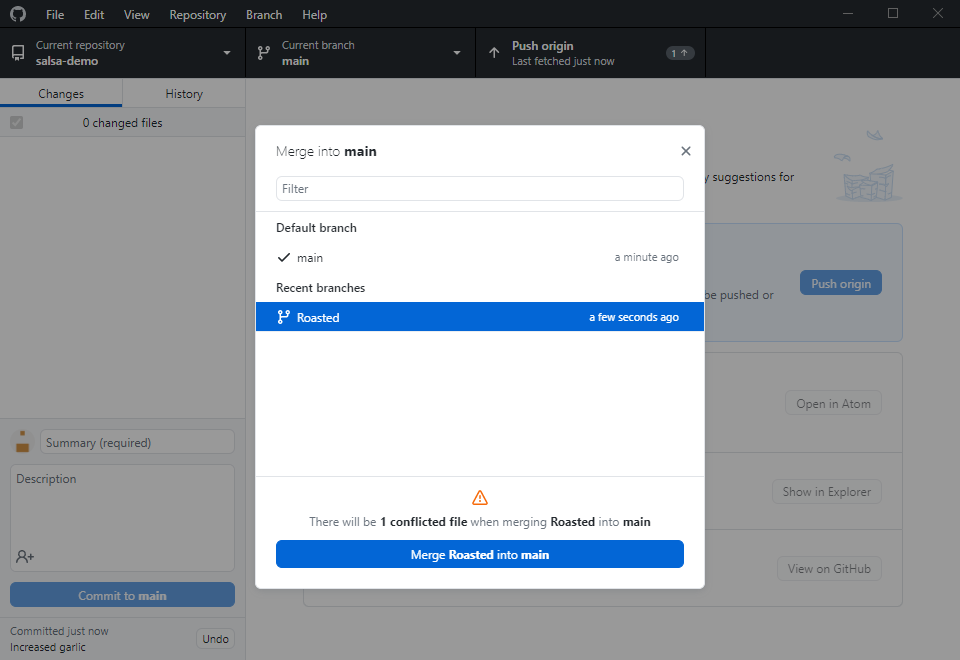 File Edit View Repository Branch Help
Current repository
salsa-demo
Current branch
main
Push origin
Last fetched just now
1
Changes
History
0 changed files
Merge into main
Filter
Default branch
main
a minute ago
Recent branches
Roasted
a few seconds ago
There will be 1 conflicted file when merging Roasted into main
Merge Roasted into main
suggestions for
be pushed or
Push origin
Open in Atom
Show in Explorer
View on GitHub
Summary (required)
Description
Commit to main
Committed just now
Increased garlic
Undo